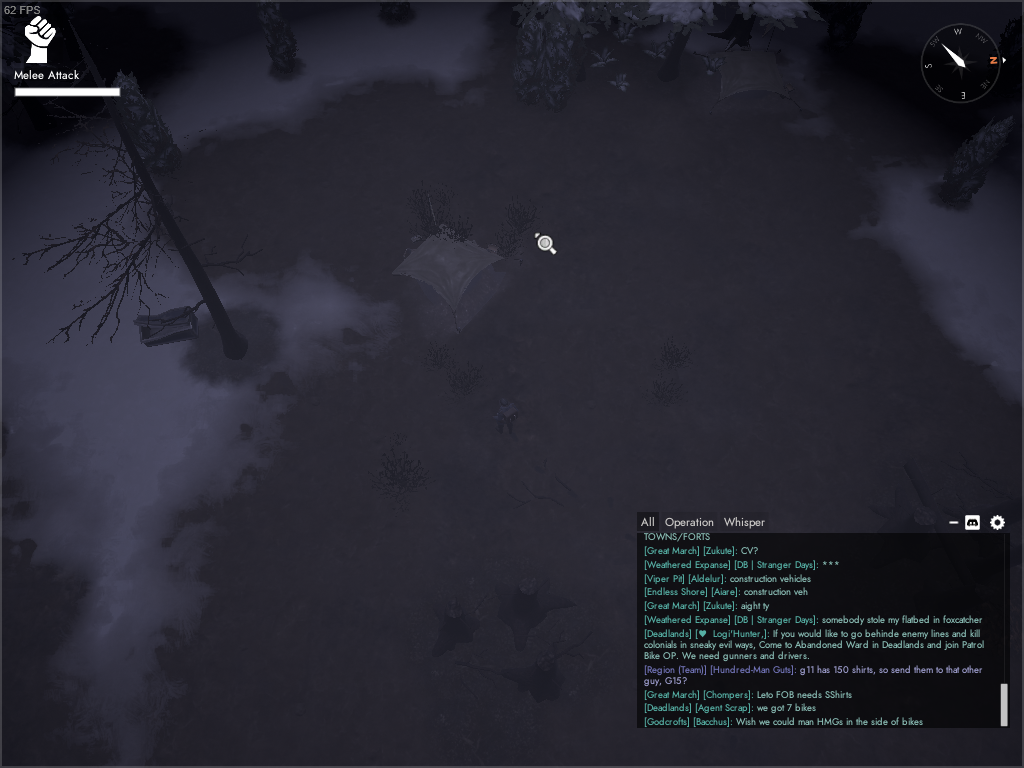 62 FPS
Melee Attack
W
NW
SW
S
N
SE
NE
E
All Operation Whisper
TOWNS/FORTS
[Great March] [Zukute]: CV?
[Weathered Expanse] [DB | Stranger Days]: ***
[Viper Pit] [Aldelur]: construction vehicles
[Endless Shore] [Aiare]: construction veh
[Great March] [Zukute]: aight ty
[Weathered Expanse] [DB | Stranger Days]: somebody stole my flatbed in foxcatcher
[Deadlands] [♥ Logi'Hunter,]: If you would like to go behinde enemy lines and kill
colonials in sneaky evil ways, Come to Abandoned Ward in Deadlands and join Patrol
Bike OP. We need gunners and drivers.
[Region (Team)] [Hundred-Man Guts]: g11 has 150 shirts, so send them to that other
guy, G15?
[Great March] [Chompers]: Leto FOB needs SShirts
[Deadlands] [Agent Scrap]: we got 7 bikes
[Godcrofts] [Bacchus]: Wish we could man HMGs in the side of bikes